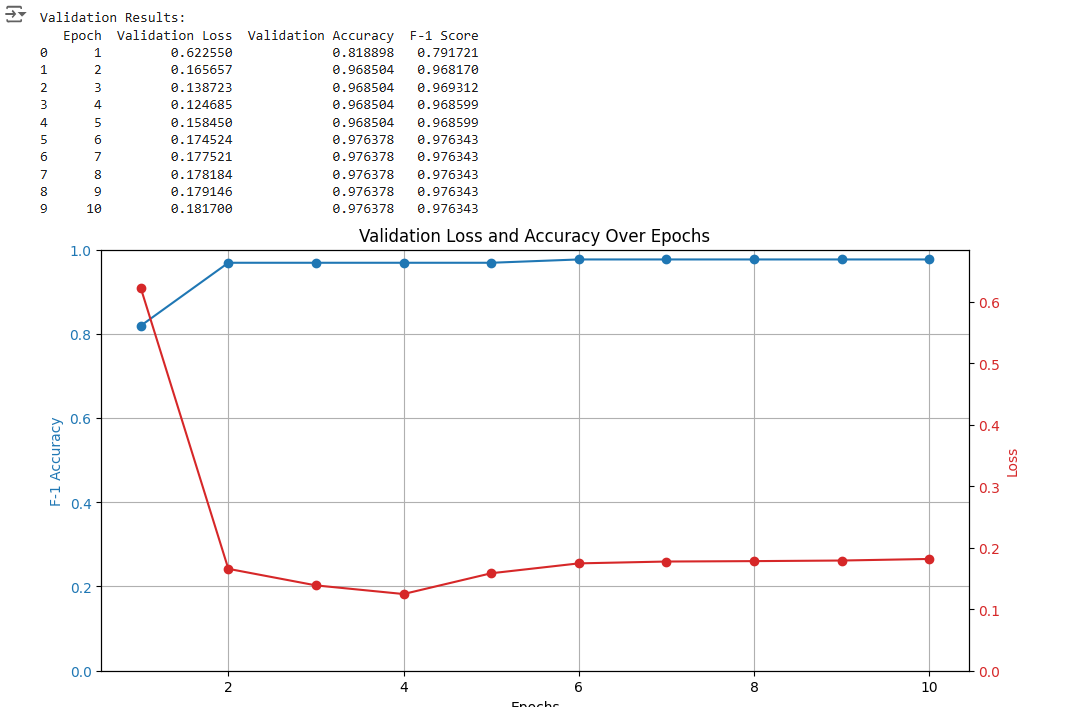 Validation Results:
Epoch Validation Loss Validation Accuracy F-1 Score
0 1 0.622550 0.818898 0.791721
1 2 0.165657 0.968504 0.968170
2 3 0.138723 0.968504 0.969312
3 4 0.124685 0.968504 0.968599
4 5 0.158450 0.968504 0.968599
5 6 0.174524 0.976378 0.976343
6 7 0.177521 0.976378 0.976343
7 8 0.178184 0.976378 0.976343
8 9 0.179146 0.976378 0.976343
9 10 0.181700 0.976378 0.976343
Validation Loss and Accuracy Over Epochs
1.0
0.8
0.6
0.4
0.2
0.0
F-1 Accuracy
0.6
0.5
0.4
0.3
0.2
0.1
0.0
Loss
2 4 6 8 10
Epochs